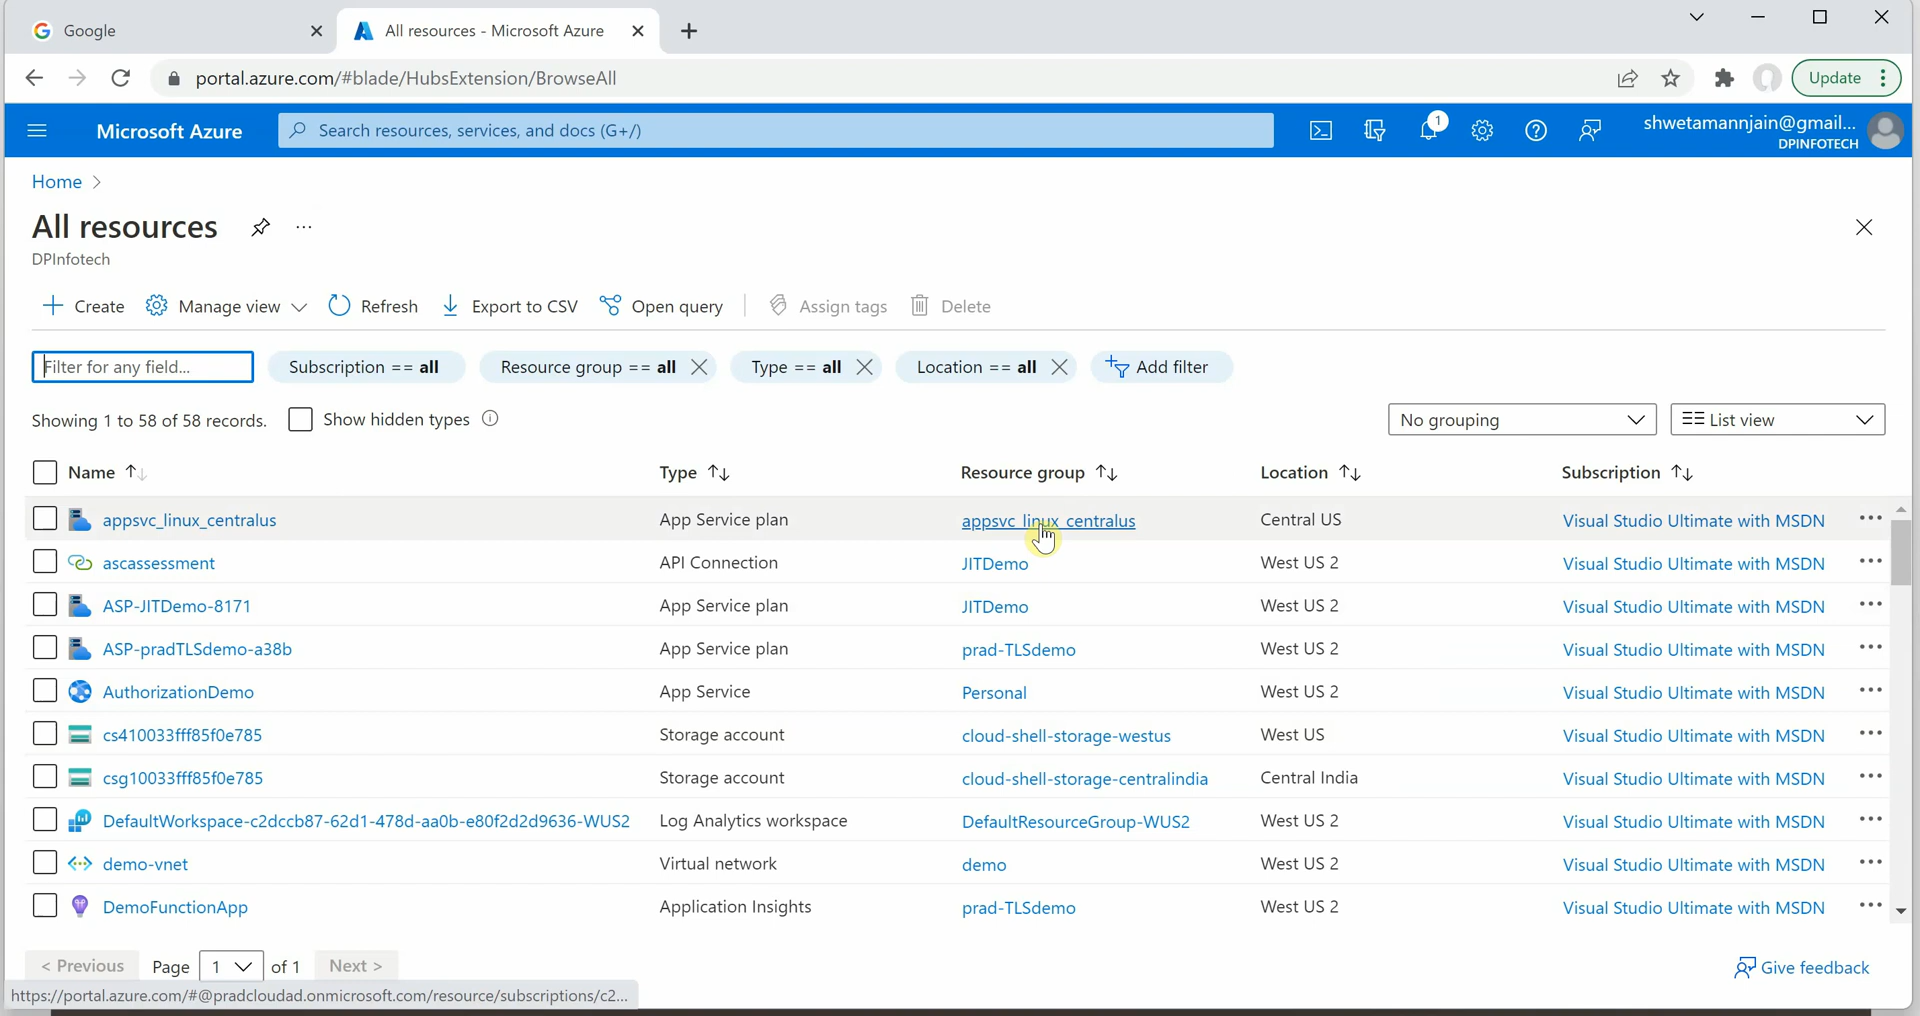 Google
All resources - Microsoft Azure
portal.azure.com/#blade/HubsExtension/BrowseAll
Update
Microsoft Azure
Search resources, services, and docs (G+/)
1
shwetamannjain@gmail...
DPINFOTECH
Home
All resources
DPInfotech
Create Manage view Refresh Export to CSV Open query Assign tags Delete
Filter for any field... Subscription == all Resource group == all Type == all Location == all Add filter
Showing 1 to 58 of 58 records. Show hidden types No grouping List view
Name Type Resource group Location Subscription
appsvc_linux_centralus App Service plan appsvc_linux_centralus Central US Visual Studio Ultimate with MSDN
ascassessment API Connection JITDemo West US 2 Visual Studio Ultimate with MSDN
ASP-JITDemo-8171 App Service plan JITDemo West US 2 Visual Studio Ultimate with MSDN
ASP-pradTLSdemo-a38b App Service plan prad-TLSdemo West US 2 Visual Studio Ultimate with MSDN
AuthorizationDemo App Service Personal West US 2 Visual Studio Ultimate with MSDN
cs410033fff85f0e785 Storage account cloud-shell-storage-westus West US Visual Studio Ultimate with MSDN
csg10033fff85f0e785 Storage account cloud-shell-storage-centralindia Central India Visual Studio Ultimate with MSDN
DefaultWorkspace-c2dccb87-62d1-478d-aa0b-e80f2d2d9636-WUS2 Log Analytics workspace DefaultResourceGroup-WUS2 West US 2 Visual Studio Ultimate with MSDN
demo-vnet Virtual network demo West US 2 Visual Studio Ultimate with MSDN
DemoFunctionApp Application Insights prad-TLSdemo West US 2 Visual Studio Ultimate with MSDN
< Previous Page 1 of 1 Next > Give feedback
https://portal.azure.com/#@pradcloudad.onmicrosoft.com/resource/subscriptions/c2...